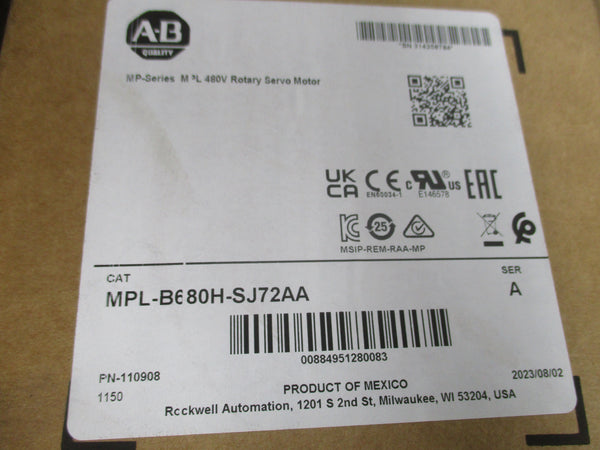 A-B
QUALITY
MP-Series MPL 480V Rotary Servo Motor
UK CA CE EN60034-1 c RU ® US E146578 EAC
25
MSIP-REM-RAA-MP
CAT
SER
MPL-B680H-SJ72AA
A
00884951280083
PN-110908
2023/08/02
1150
PRODUCT OF MEXICO
Rockwell Automation, 1201 S 2nd St, Milwaukee, WI 53204, USA